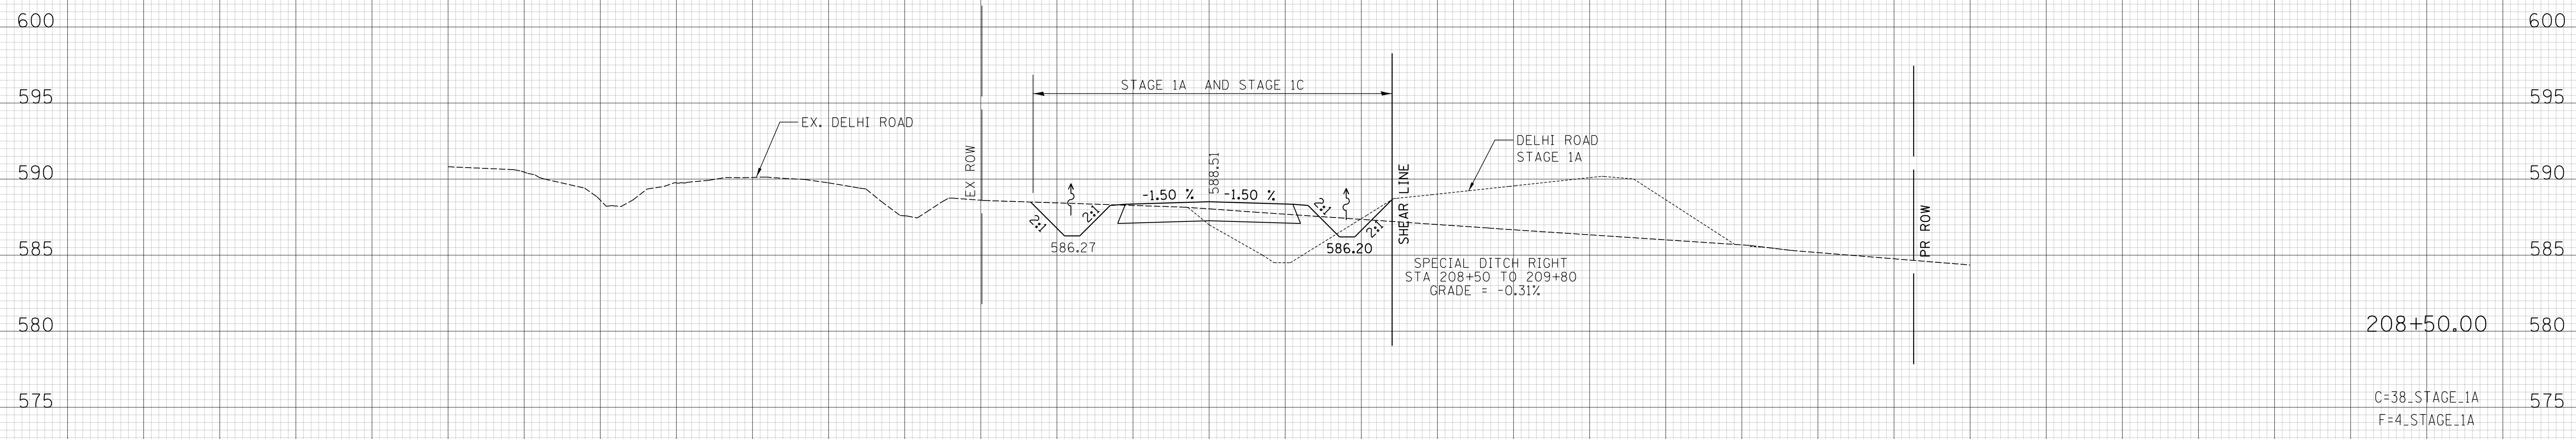 600
600
595
595
590
590
585
585
580
580
575
575
EX. DELHI ROAD
EX ROW
STAGE 1A AND STAGE 1C
2:1
586.27
2:1
-1.50 %
588.51
-1.50 %
2:1
586.20
2:1
SHEAR LINE
DELHI ROAD
STAGE 1A
SPECIAL DITCH RIGHT
STA 208+50 TO 209+80
GRADE = -0.31%
PR ROW
208+50.00
C=38_STAGE_1A
F=4_STAGE_1A